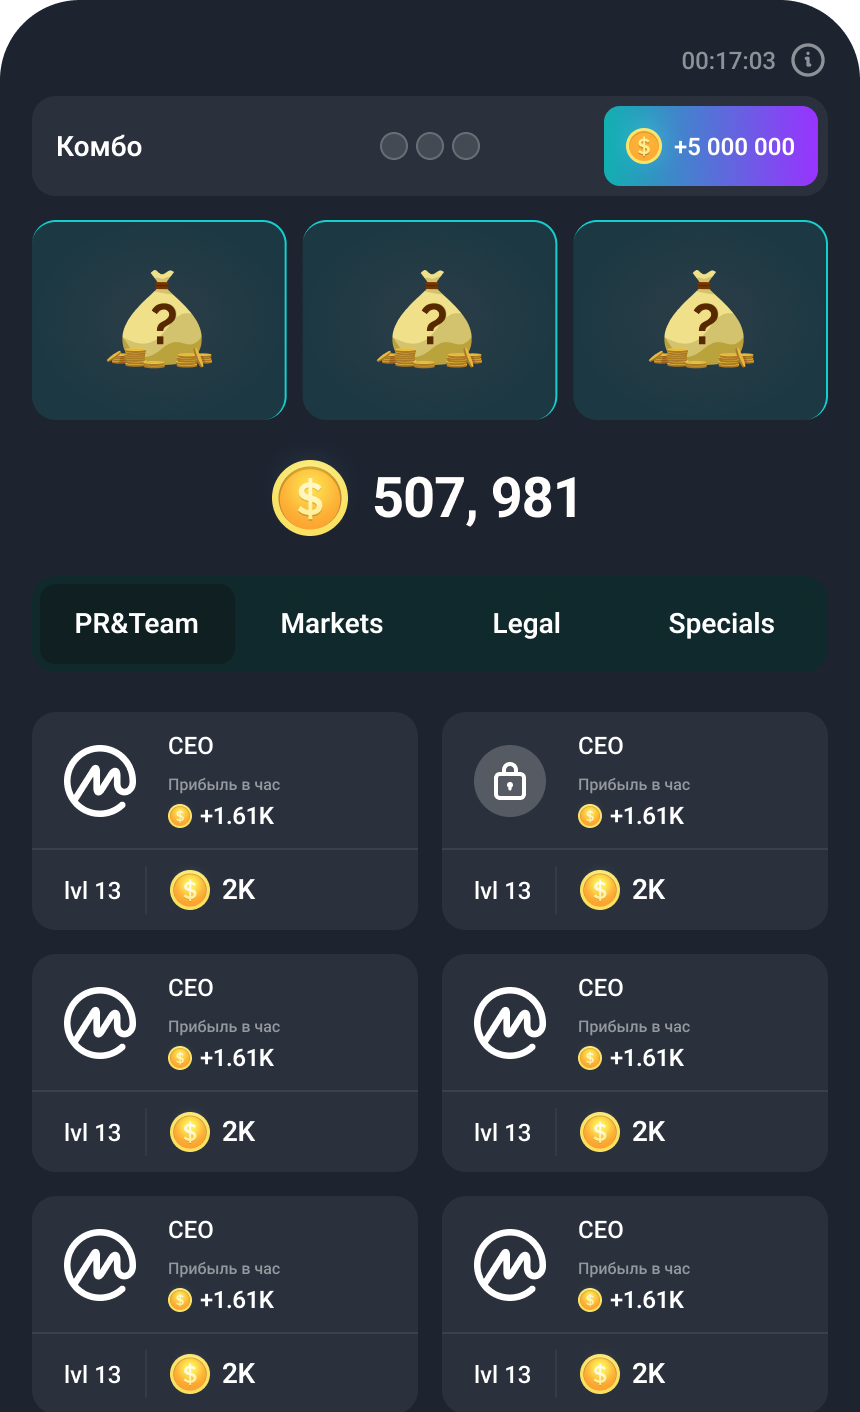 00:17:03
Комбо
+5 000 000
? ? ?
507, 981
PR&Team Markets Legal Specials
CEO
Прибыль в час
+1.61K
lvl 13 2K
CEO
Прибыль в час
+1.61K
lvl 13 2K
CEO
Прибыль в час
+1.61K
lvl 13 2K
CEO
Прибыль в час
+1.61K
lvl 13 2K
CEO
Прибыль в час
+1.61K
lvl 13 2K
CEO
Прибыль в час
+1.61K
lvl 13 2K